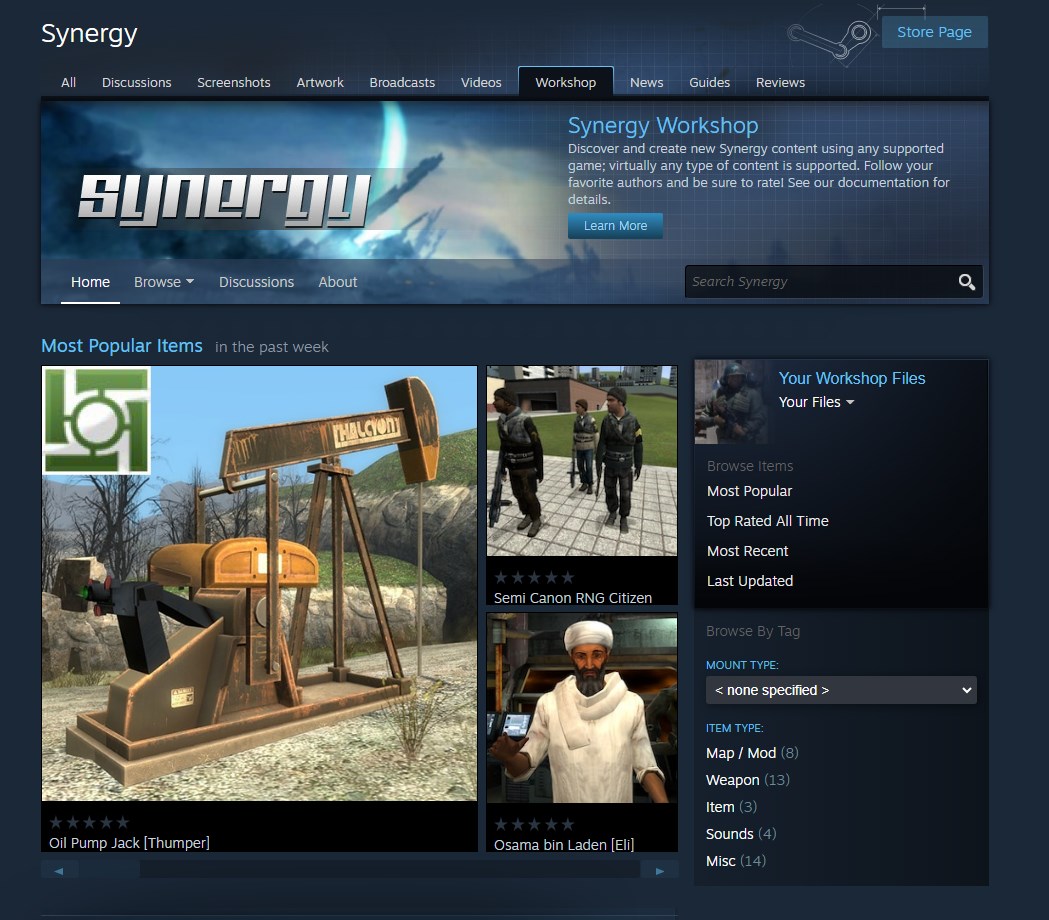 Synergy
Store Page
All Discussions Screenshots Artwork Broadcasts Videos Workshop News Guides Reviews
synergy
Synergy Workshop
Discover and create new Synergy content using any supported
game; virtually any type of content is supported. Follow your
favorite authors and be sure to rate! See our documentation for
details.
Learn More
Home Browse Discussions About
Search Synergy
Most Popular Items in the past week
HALCYON
Oil Pump Jack [Thumper]
Semi Canon RNG Citizen
Osama bin Laden [Eli]
Your Workshop Files
Your Files
Browse Items
Most Popular
Top Rated All Time
Most Recent
Last Updated
Browse By Tag
MOUNT TYPE:
< none specified >
ITEM TYPE:
Map / Mod (8)
Weapon (13)
Item (3)
Sounds (4)
Misc (14)